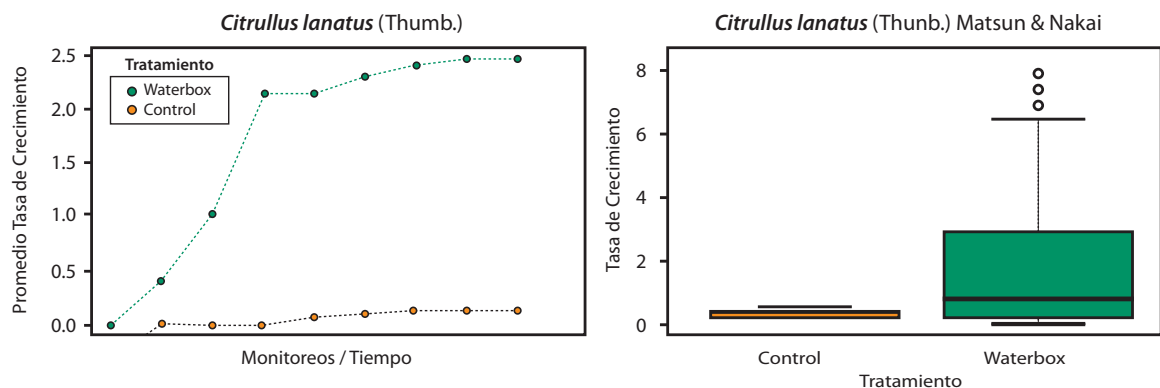 Citrullus lanatus (Thumb.)
Promedio Tasa de Crecimiento
2.5
2.0
1.5
1.0
0.5
0.0
Tratamiento
Waterbox
Control
Monitoreos / Tiempo
Citrullus lanatus (Thunb.) Matsun & Nakai
Tasa de Crecimiento
8
6
4
2
0
Control
Waterbox
Tratamiento